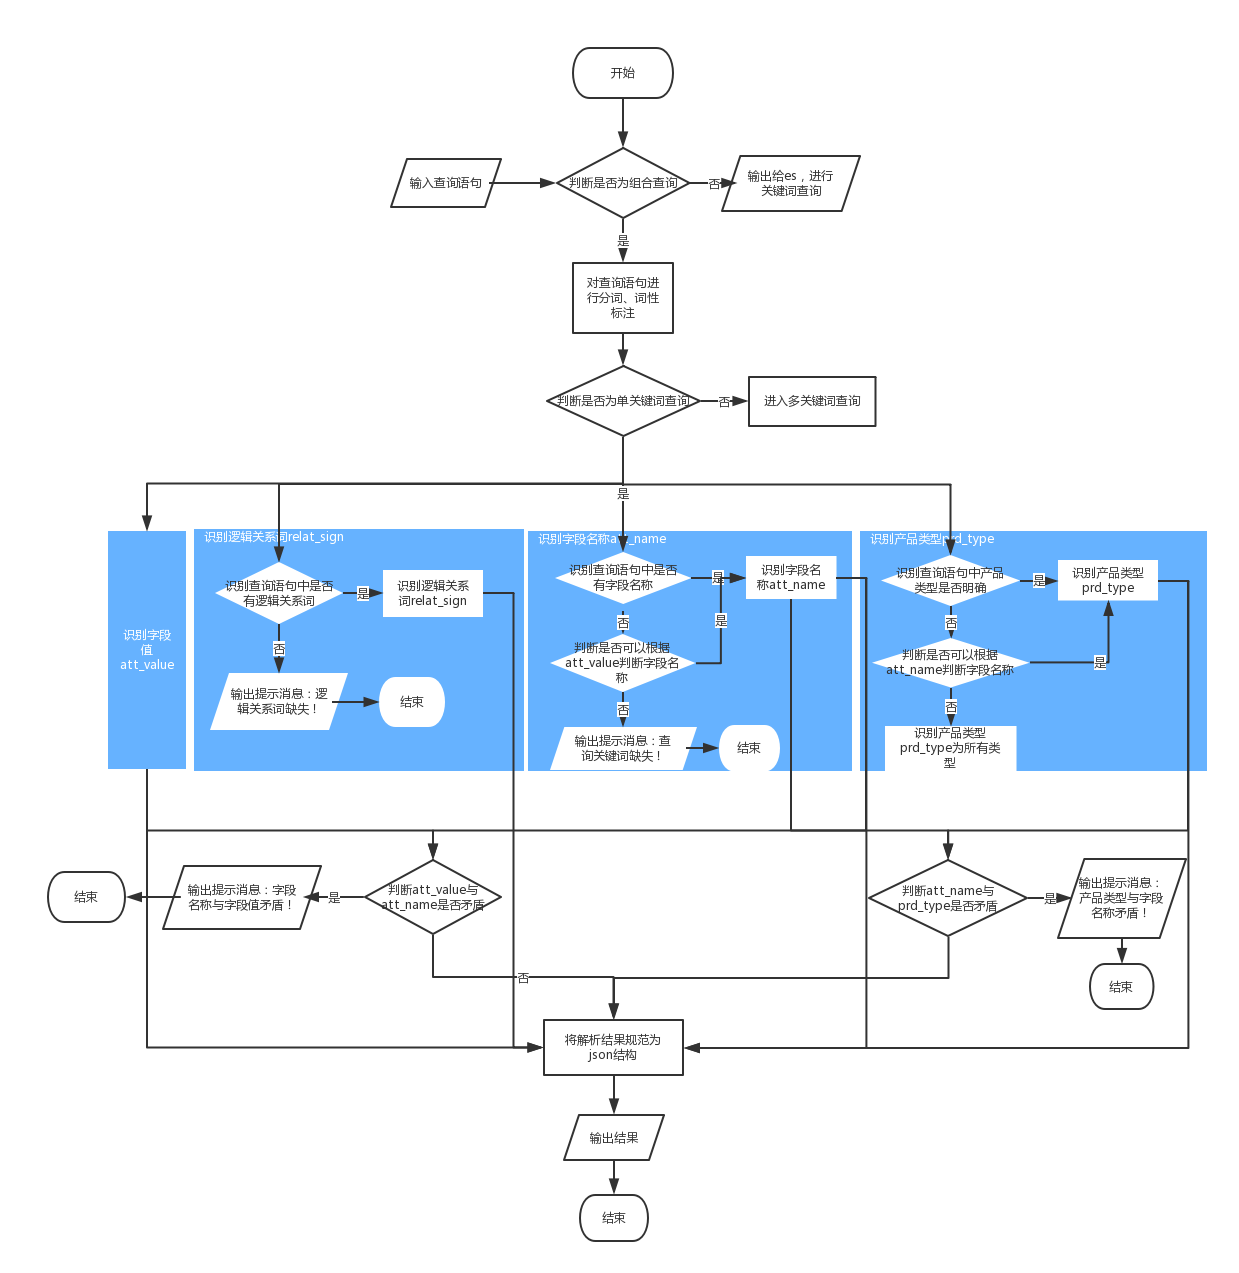 开始
输入查询语句
判断是否为组合查询
否
输出给es，进行
关键词查询
是
对查询语句进
行分词、词性
标注
判断是否为单关键词查询
否
进入多关键词查询
是
识别字段
值
att_value
识别逻辑关系词relat_sign
识别查询语句中是否
有逻辑关系词
是
识别逻辑关系
词relat_sign
否
输出提示消息：逻
辑关系词缺失！
结束
识别字段名称att_name
识别查询语句中是否
有字段名称
是
识别字段名
称att_name
否
是
判断是否可以根据
att_value判断字段名
称
否
输出提示消息：查
询关键词缺失！
结束
识别产品类型prd_type
识别查询语句中产品
类型是否明确
是
识别产品类型
prd_type
否
判断是否可以根据
att_name判断字段名称
是
否
识别产品类型
prd_type为所有类
型
结束
输出提示消息：字段
名称与字段值矛盾！
是
判断att_value与
att_name是否矛盾
判断att_name与
prd_type是否矛盾
是
输出提示消息：
产品类型与字段
名称矛盾！
否
结束
将解析结果规范为
json结构
输出结果
结束